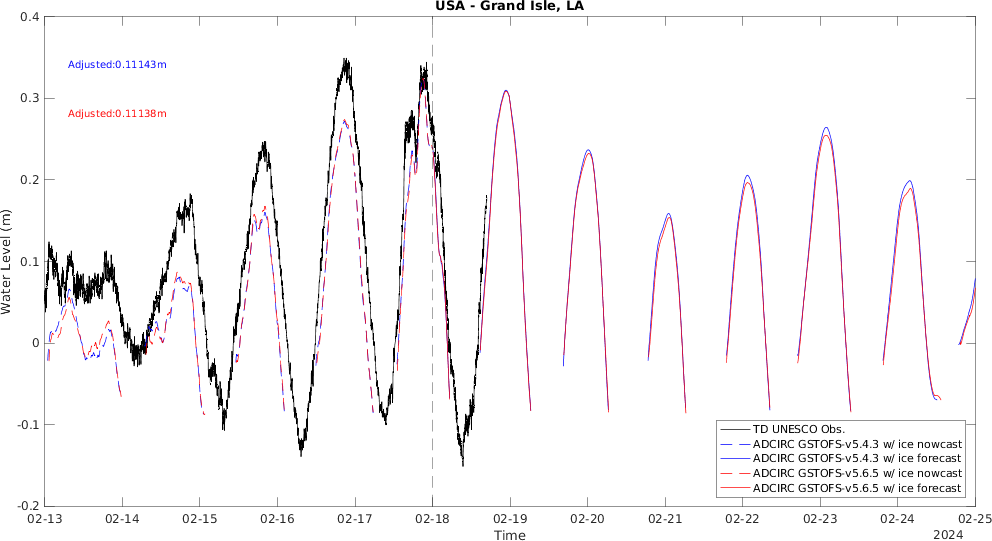 USA - Grand Isle, LA
0.4
0.3
0.2
0.1
0
-0.1
-0.2
Water Level (m)
Adjusted:0.11143m
Adjusted:0.11138m
TD UNESCO Obs.
ADCIRC GSTOFS-v5.4.3 w/ ice nowcast
ADCIRC GSTOFS-v5.4.3 w/ ice forecast
ADCIRC GSTOFS-v5.6.5 w/ ice nowcast
ADCIRC GSTOFS-v5.6.5 w/ ice forecast
02-13 02-14 02-15 02-16 02-17 02-18 02-19 02-20 02-21 02-22 02-23 02-24 02-25
Time
2024